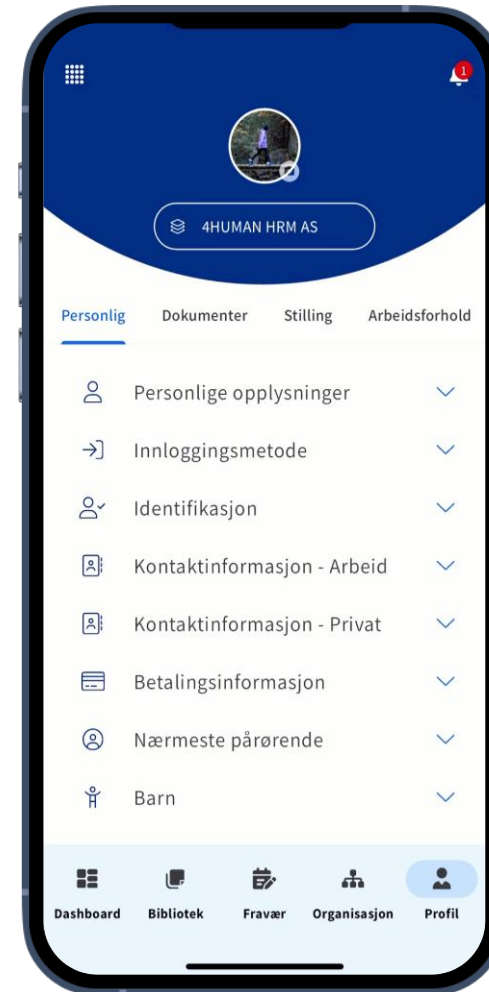 1
4HUMAN HRM AS
Personlig Dokumenter Stilling Arbeidsforhold
Personlige opplysninger
Innloggingsmetode
Identifikasjon
Kontaktinformasjon - Arbeid
Kontaktinformasjon - Privat
Betalingsinformasjon
Nærmeste pårørende
Barn
Dashboard Bibliotek Fravær Organisasjon Profil